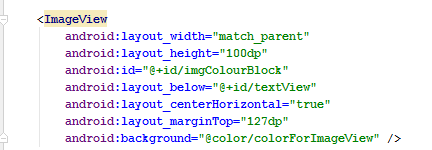 <ImageView
android:layout_width="match_parent"
android:layout_height="100dp"
android:id="@+id/imgColourBlock"
android:layout_below="@+id/textView"
android:layout_centerHorizontal="true"
android:layout_marginTop="127dp"
android:background="@color/colorForImageView" />